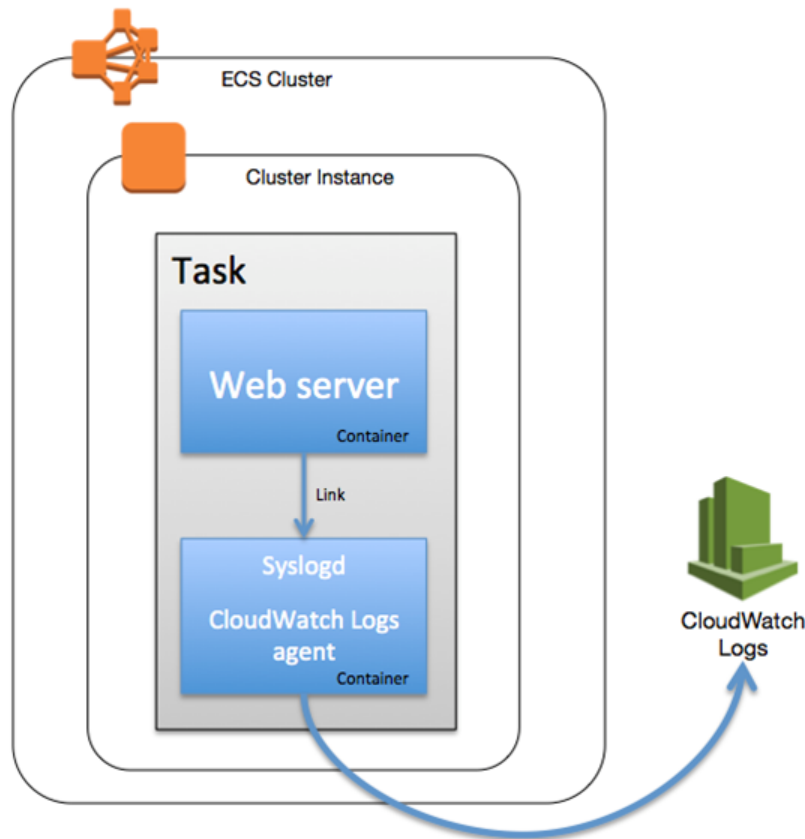 ECS Cluster
Cluster Instance
Task
Web server
Container
Link
Syslogd
CloudWatch Logs
agent
Container
CloudWatch
Logs